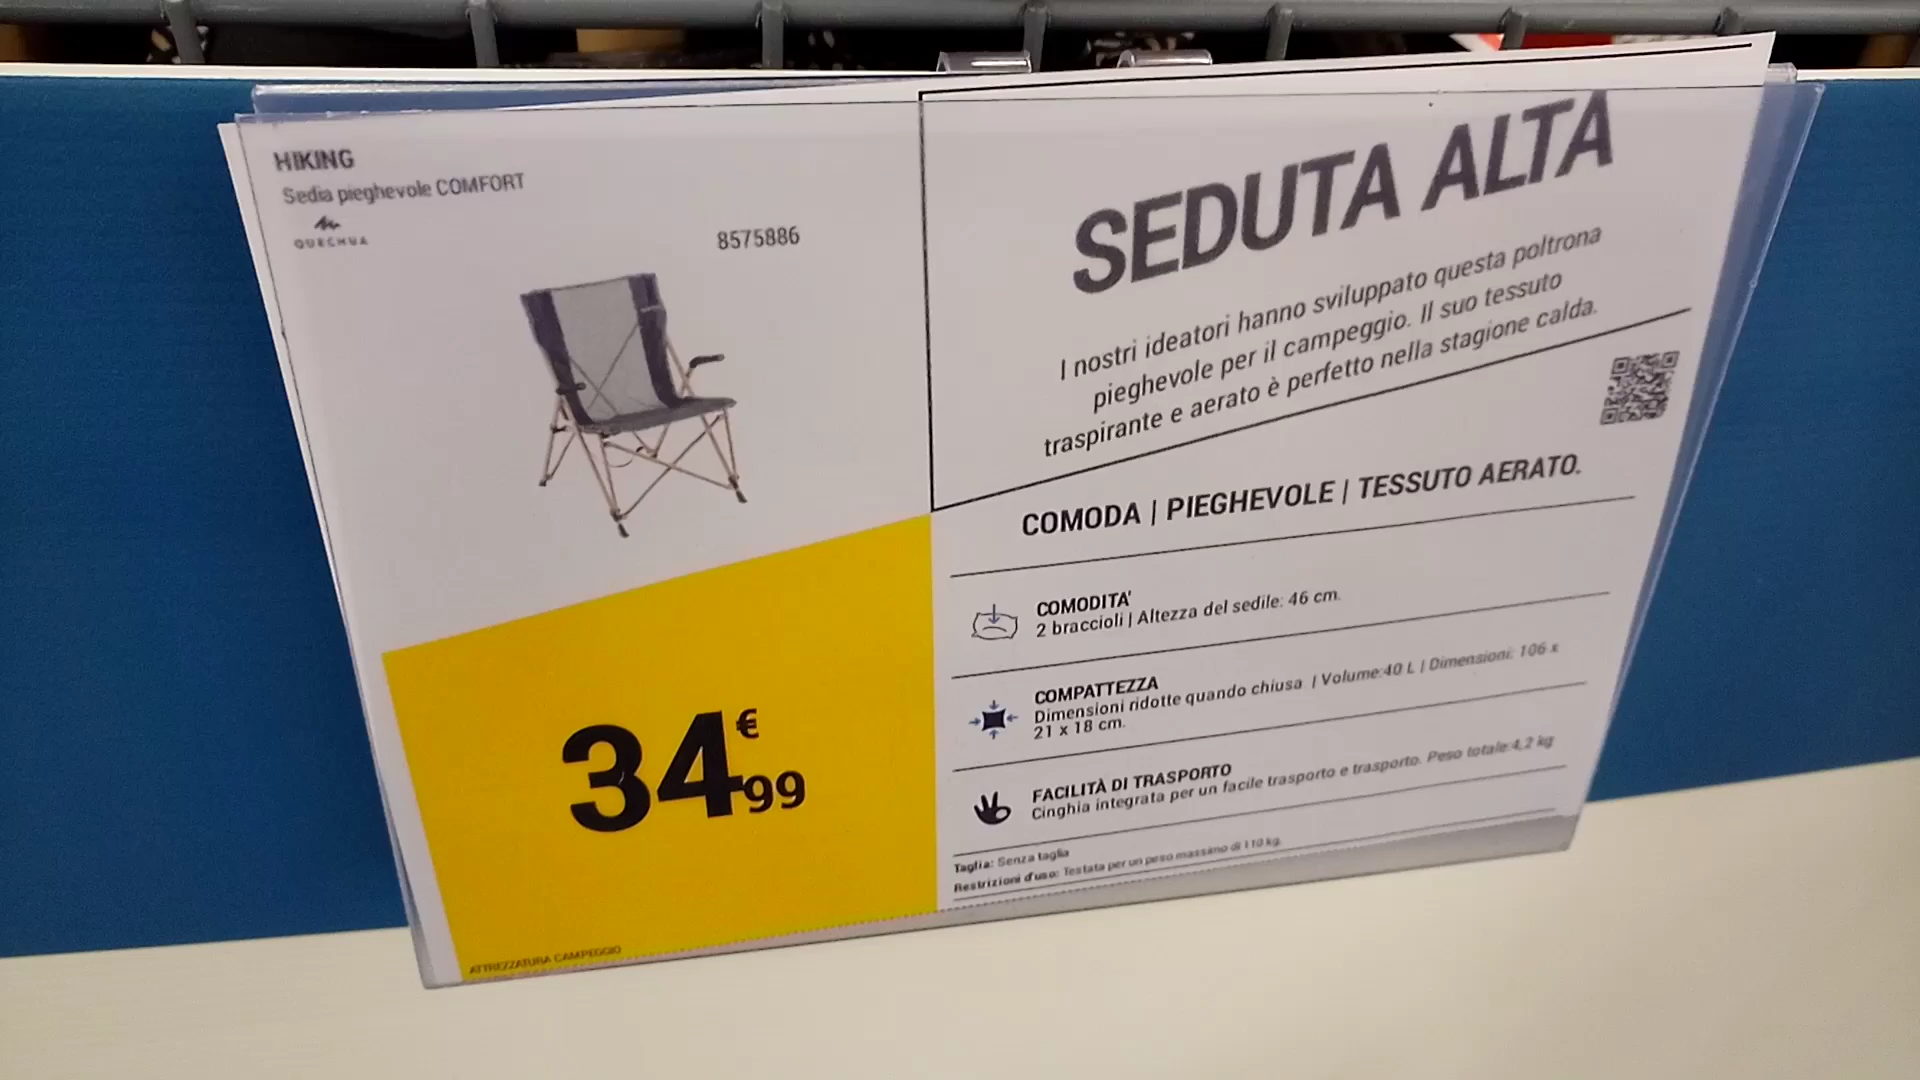 HIKING
Sedia pieghevole COMFORT
QUECHUA
8575886
34€99
ATTREZZATURA CAMPEGGIO
SEDUTA ALTA
I nostri ideatori hanno sviluppato questa poltrona
pieghevole per il campeggio. Il suo tessuto
traspirante e aerato è perfetto nella stagione calda.
COMODA | PIEGHEVOLE | TESSUTO AERATO.
COMODITA'
2 braccioli | Altezza del sedile: 46 cm.
COMPATTEZZA
Dimensioni ridotte quando chiusa | Volume:40 L | Dimensioni: 106 x
21 x 18 cm.
FACILITÀ DI TRASPORTO
Cinghia integrata per un facile trasporto e trasporto. Peso totale:4,2 kg
Taglia: Senza taglia
Restrizioni d'uso: Testata per un peso massimo di 110 kg.